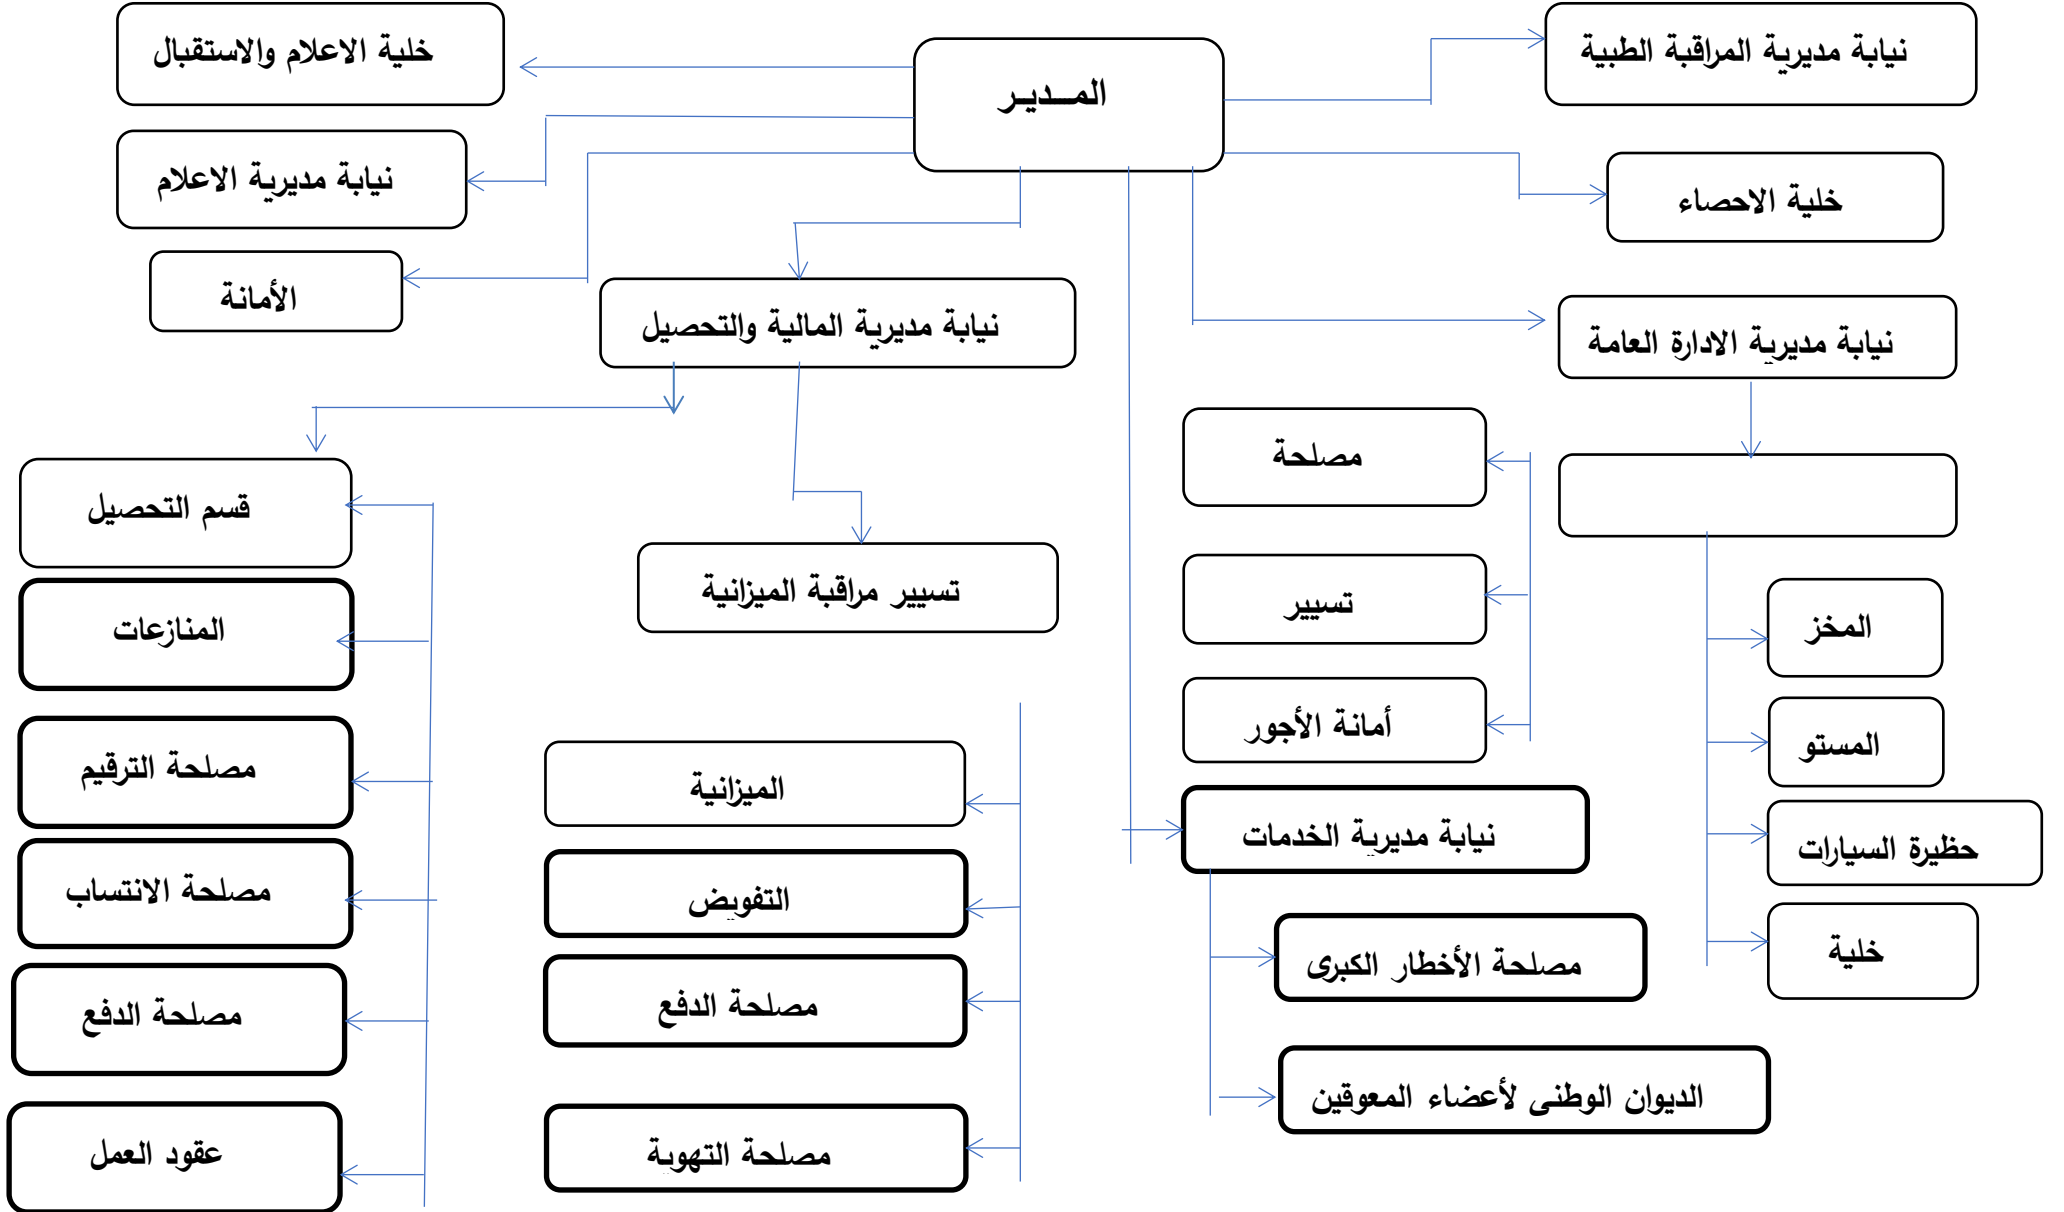 المــديـر
نيابة مديرية المراقبة الطبية
خلية الاعلام والاستقبال
خلية الاحصاء
نيابة مديرية الاعلام
الأمانة
نيابة مديرية الادارة العامة
نيابة مديرية المالية والتحصيل
مصلحة
تسيير
أمانة الأجور
المخز
المستو
حظيرة السيارات
خلية
نيابة مديرية الخدمات
مصلحة الأخطار الكبرى
الديوان الوطنى لأعضاء المعوقين
تسيير مراقبة الميزانية
الميزانية
التفويض
مصلحة الدفع
مصلحة التهوية
قسم التحصيل
المنازعات
مصلحة الترقيم
مصلحة الانتساب
مصلحة الدفع
عقود العمل